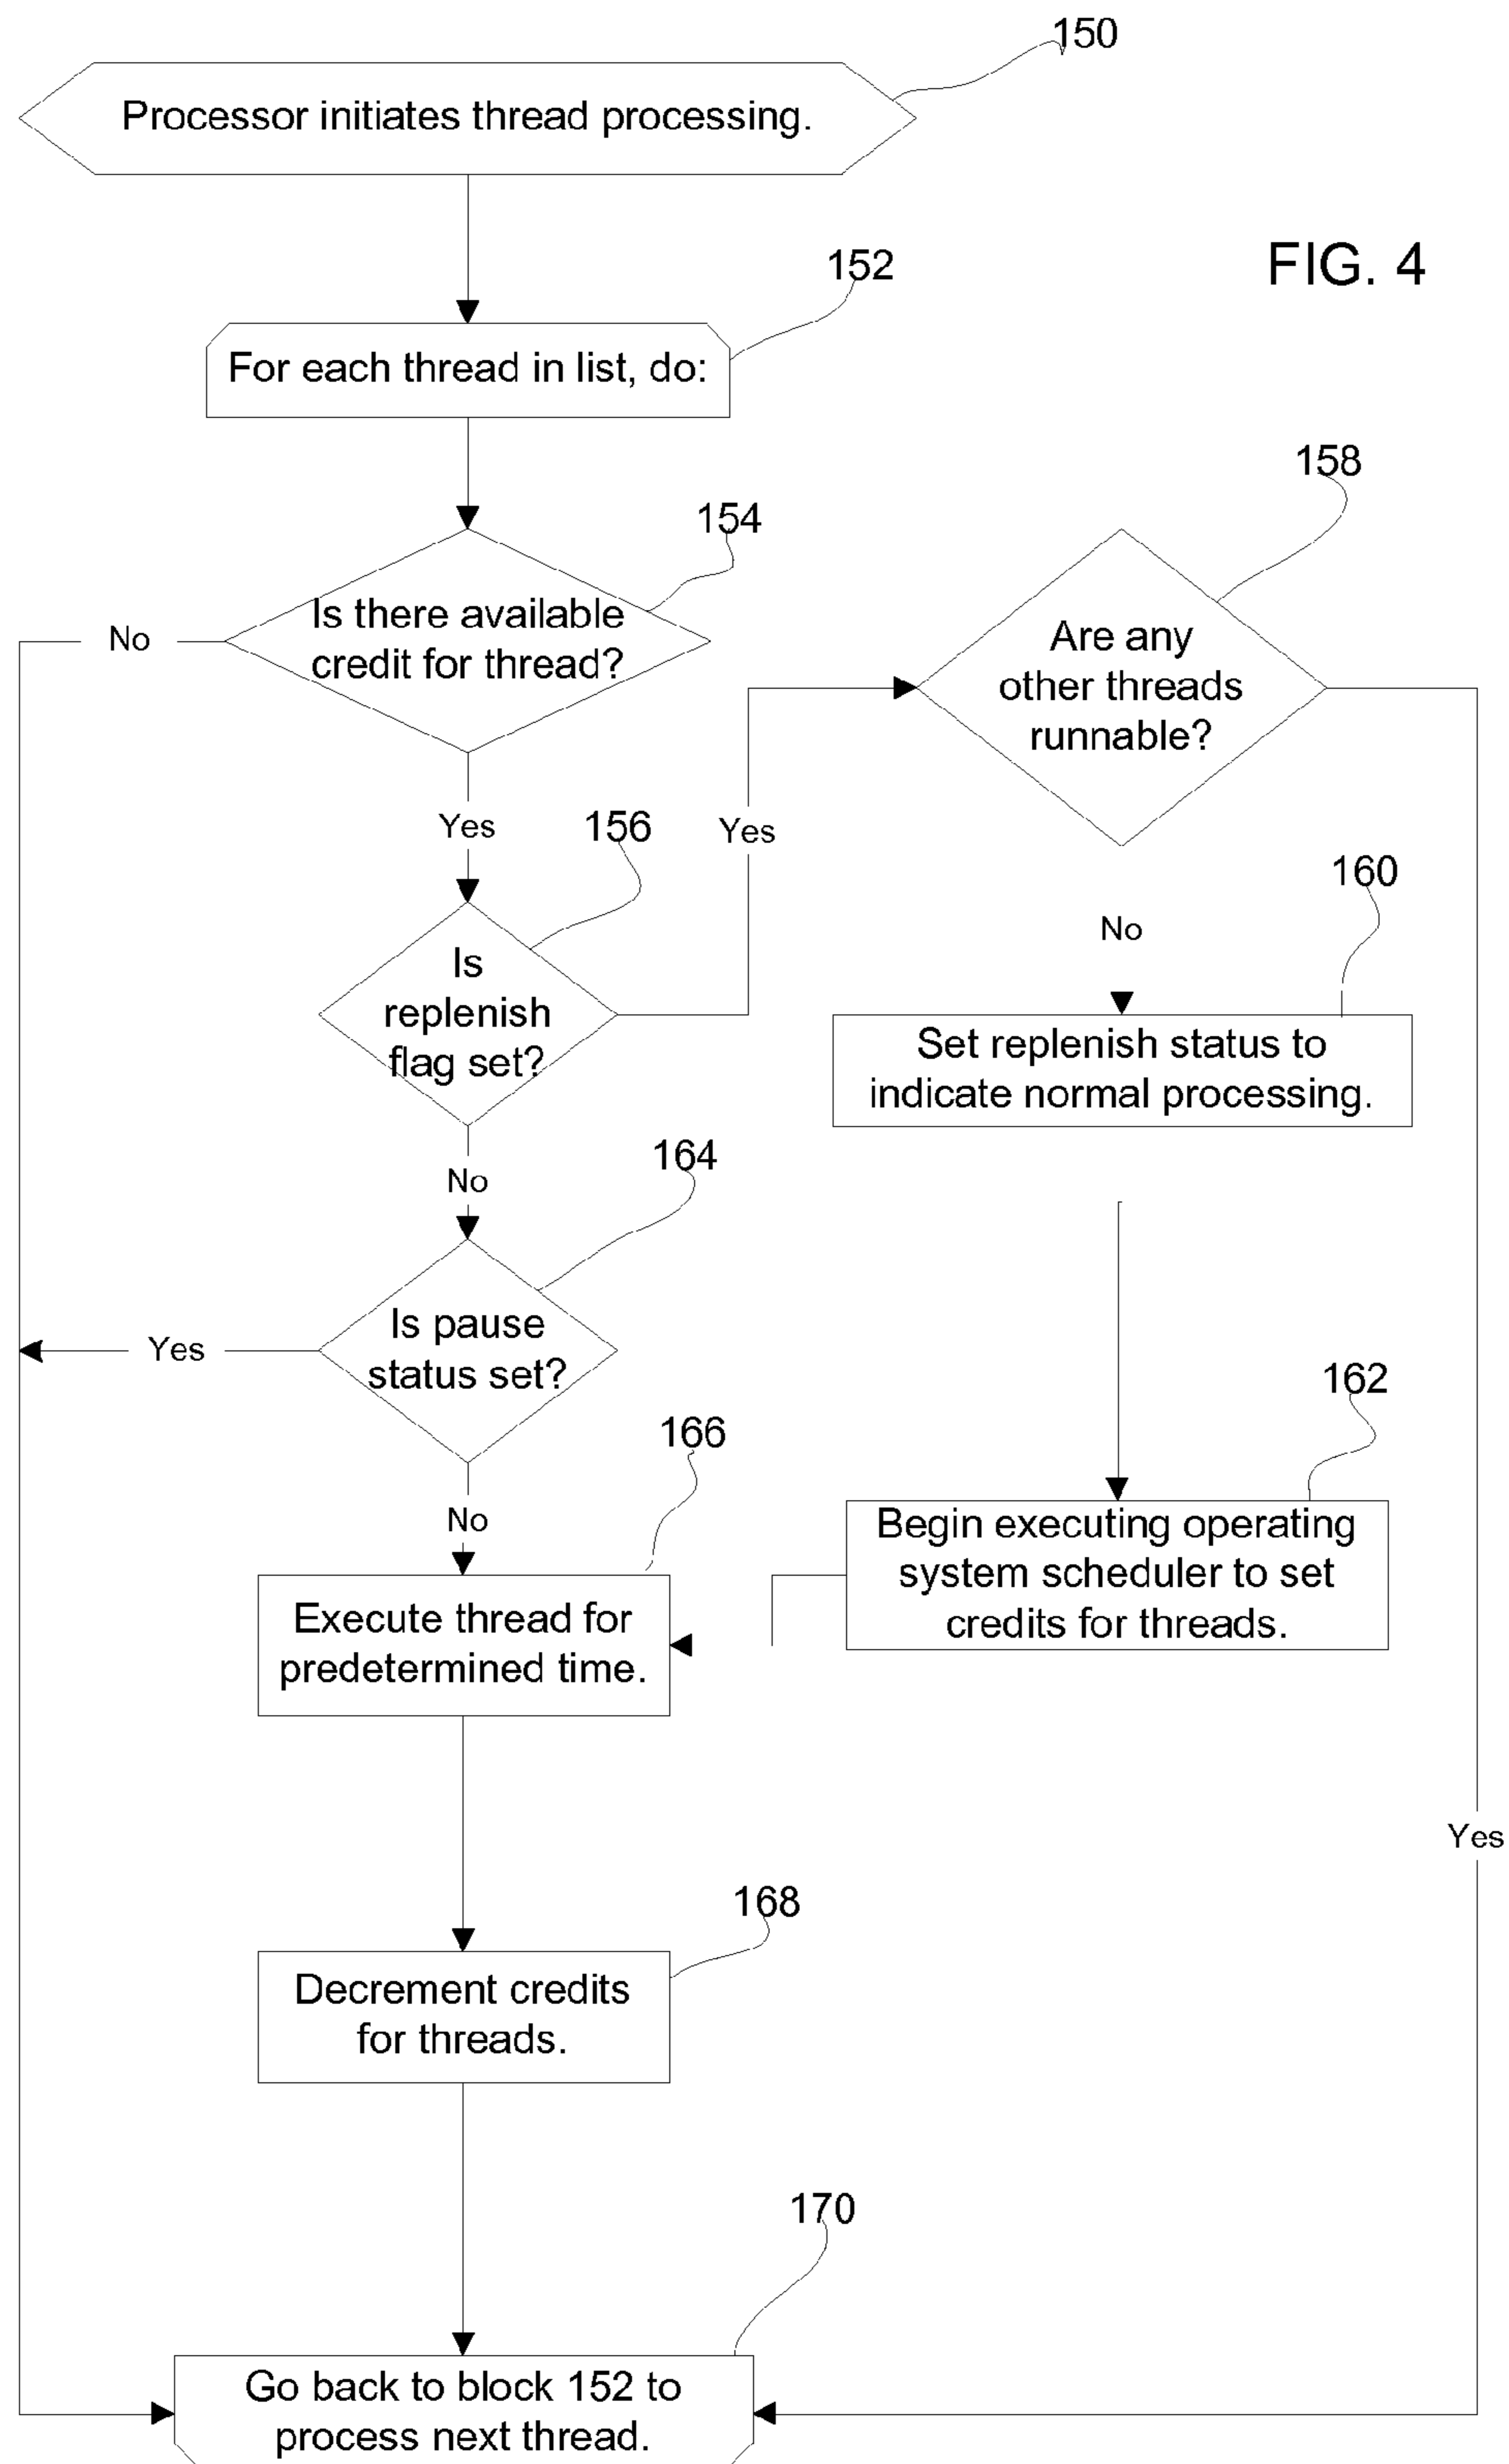 150
Processor initiates thread processing.
FIG. 4
152
For each thread in list, do:
158
154
Is there available
credit for thread?
No
Are any
other threads
runnable?
Yes
156
Yes
160
No
Is
replenish
flag set?
Set replenish status to
indicate normal processing.
164
No
Is pause
status set?
Yes
162
166
No
Begin executing operating
system scheduler to set
credits for threads.
Execute thread for
predetermined time.
Yes
168
Decrement credits
for threads.
170
Go back to block 152 to
process next thread.